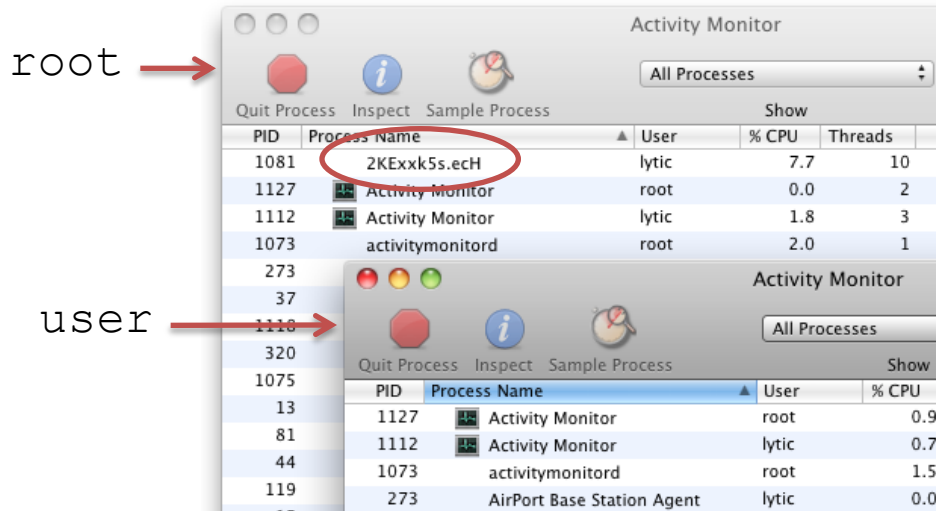 Activity Monitor
root
All Processes
Quit Process Inspect Sample Process Show
PID Process Name User % CPU Threads
1081 2KExxk5s.ecH lytic 7.7 10
1127 Activity Monitor root 0.0 2
1112 Activity Monitor lytic 1.8 3
1073 activitymonitord root 2.0 1
273
37
1118
320
1075
13
81
44
119
user
Activity Monitor
All Processes
Quit Process Inspect Sample Process Show
PID Process Name User % CPU
1127 Activity Monitor root 0.9
1112 Activity Monitor lytic 0.7
1073 activitymonitord root 1.5
273 AirPort Base Station Agent lytic 0.0